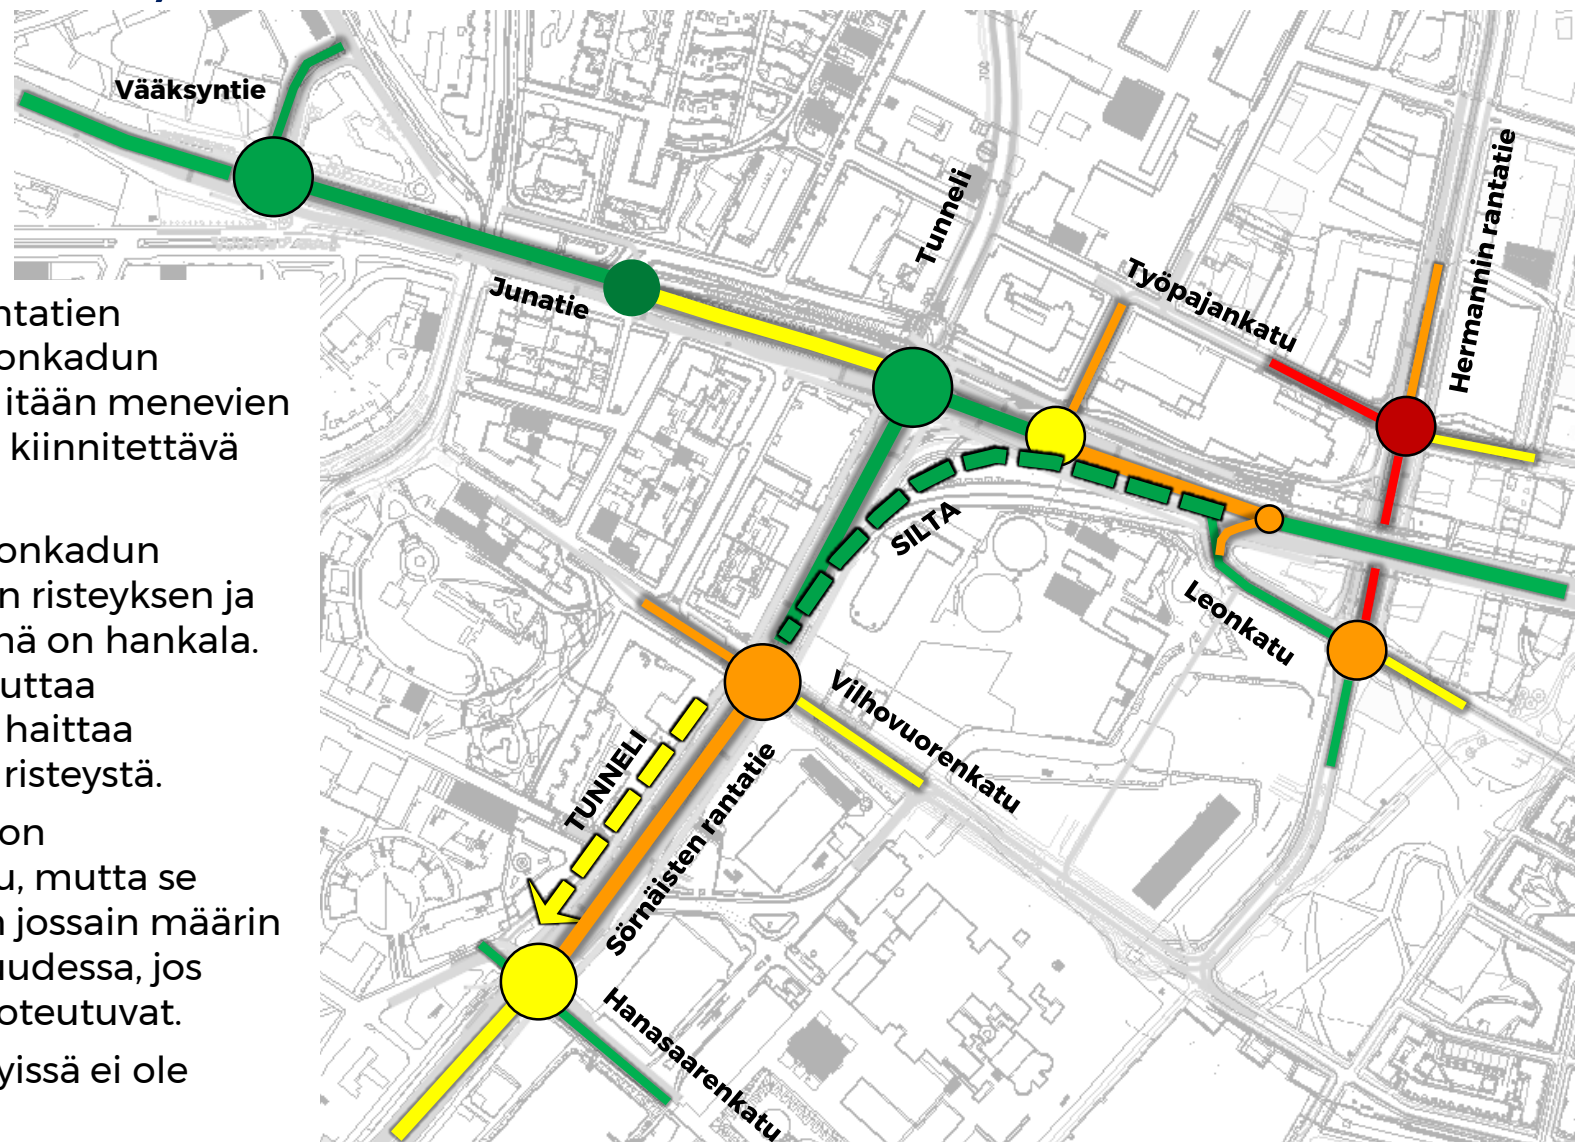 Vääksyntie
Junatie
Tunneli
Työpajankatu
Hermannin rantatie
SILTA
Leonkatu
Vilhovuorenkatu
TUNNELI
Sörnäisten rantatie
Hanasaarenkatu
ntatien
onkadun
itään menevien
kiinnitettävä
onkadun
n risteyksen ja
nä on hankala.
uttaa
haittaa
risteystä.
on
u, mutta se
n jossain määrin
uudessa, jos
oteutuvat.
yissä ei ole